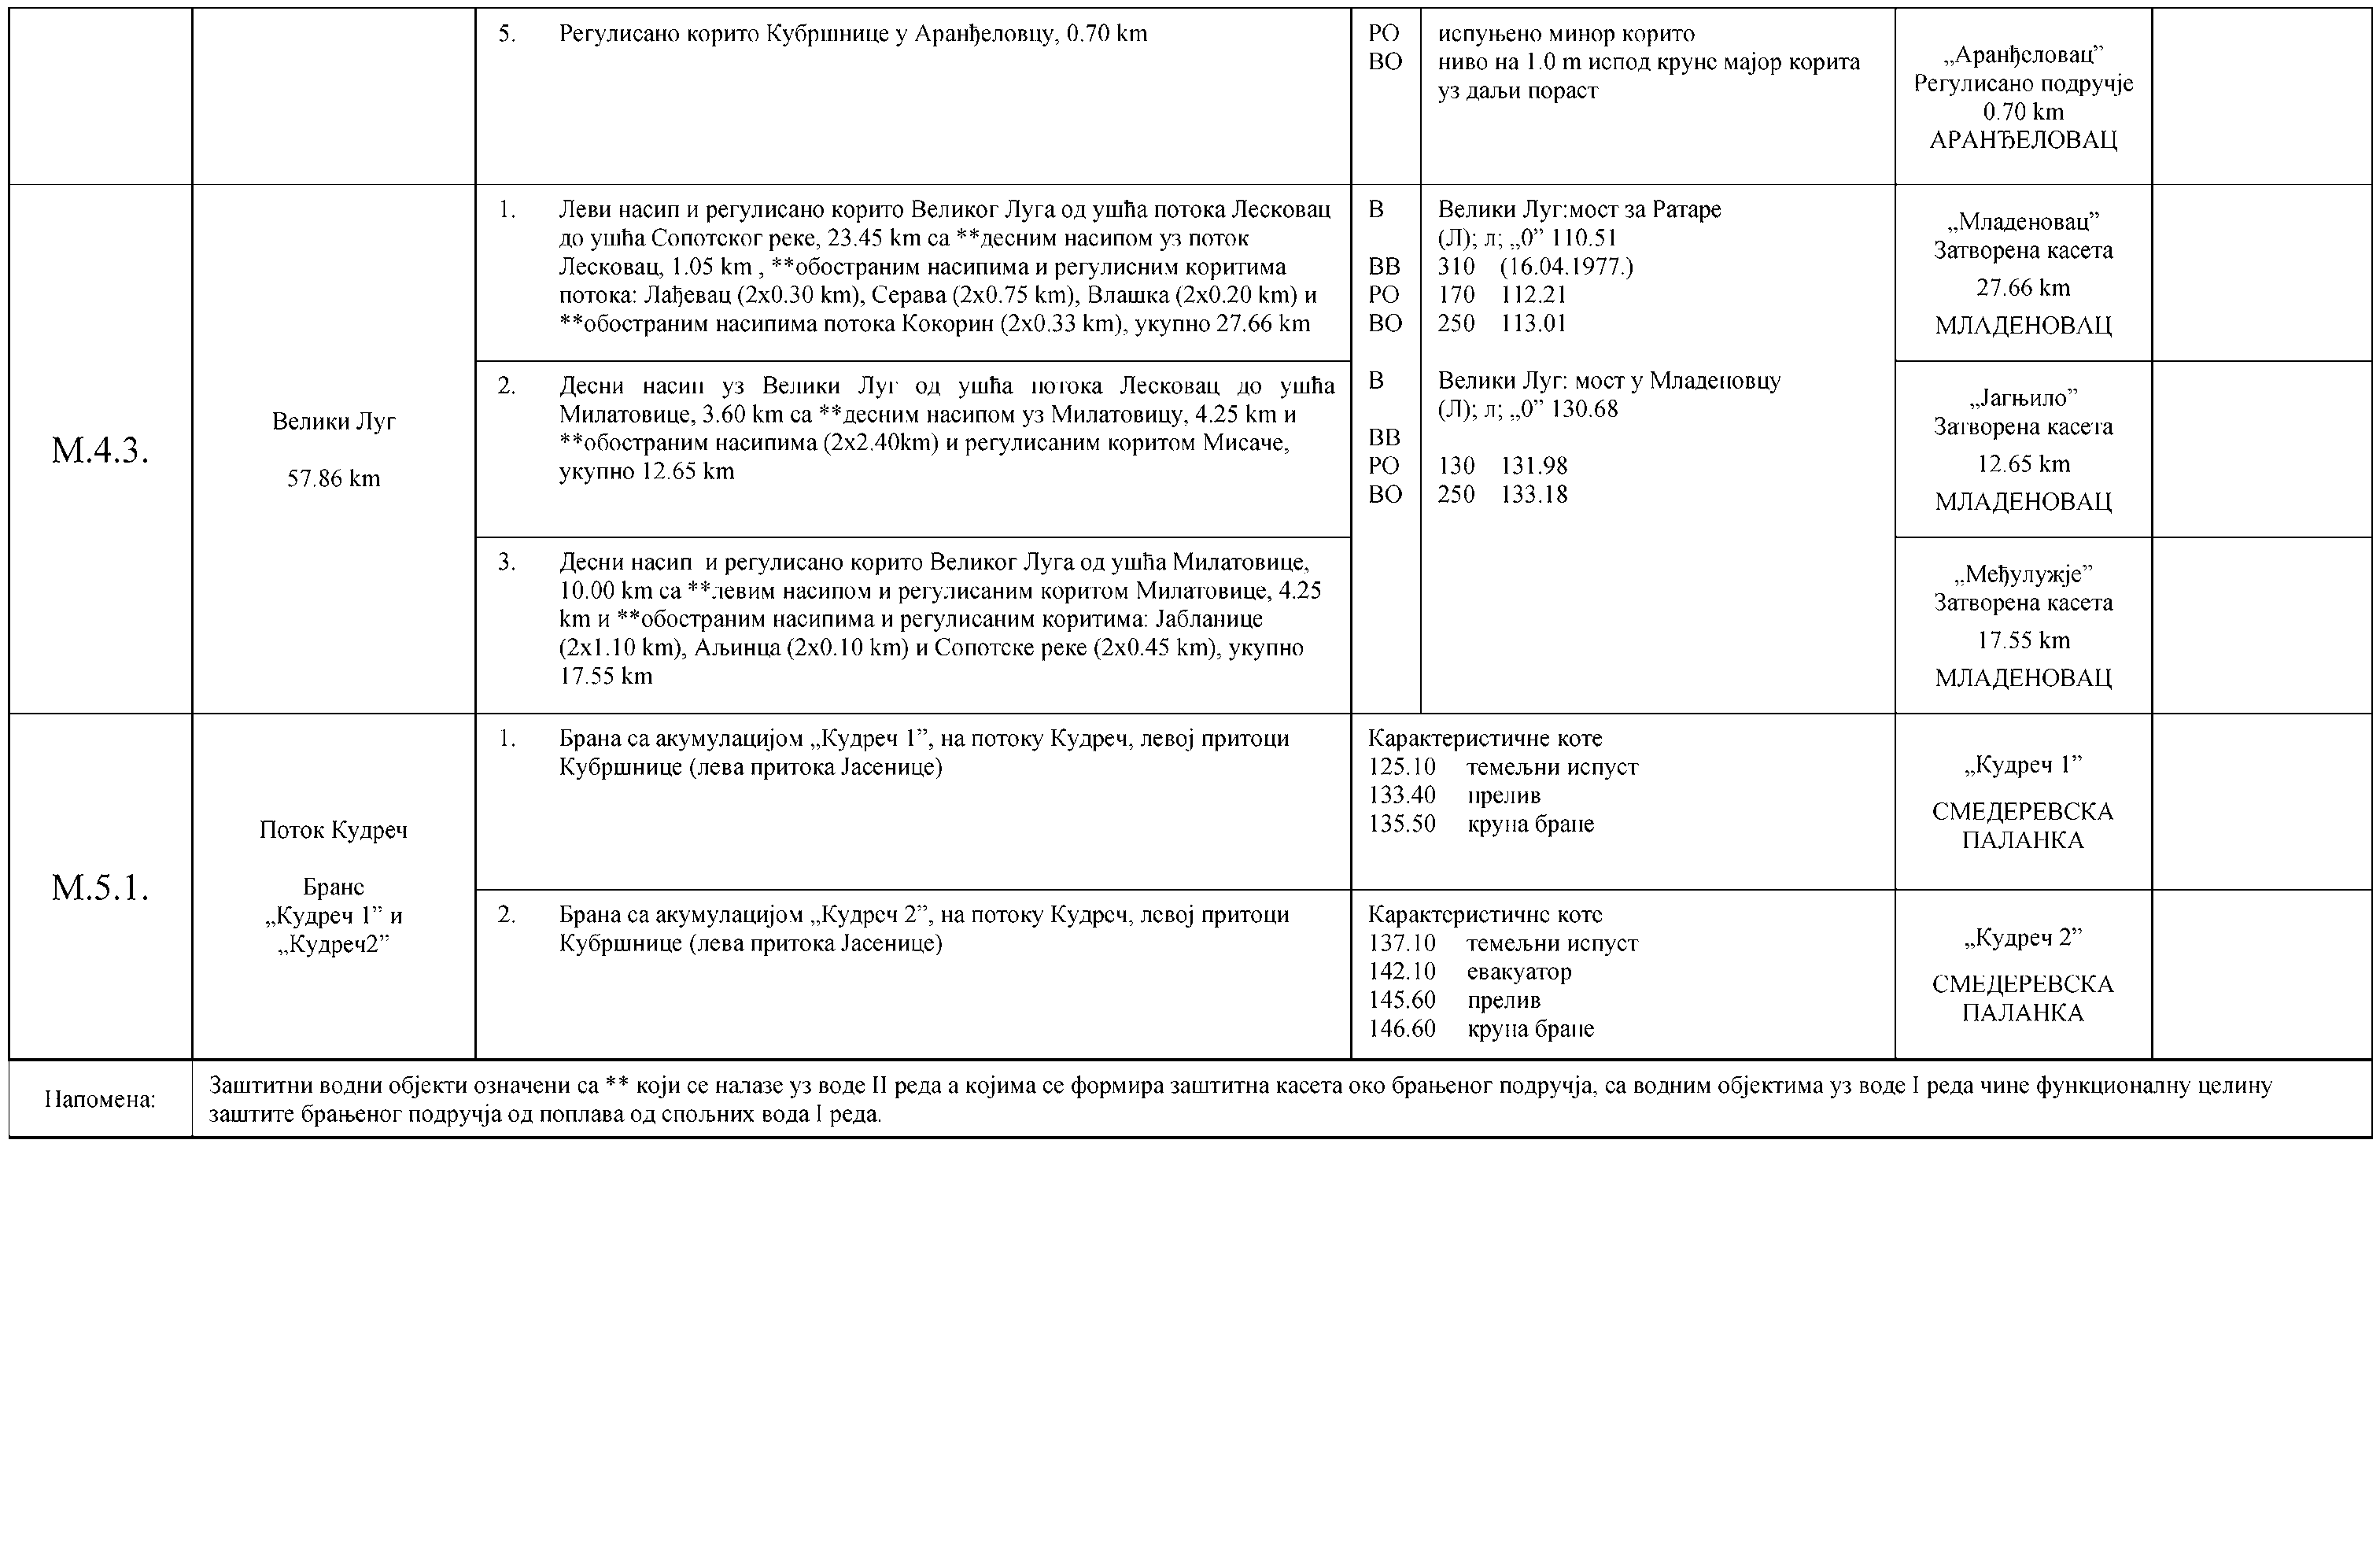 5. Регулисано корито Кубршнице у Аранђеловцу, 0.70 km
РО испуњено минор корито
ВО ниво на 1.0 m испод круне мајор корита
уз даљи пораст
„Аранђеловац”
Регулисано подручје
0.70 km
АРАНЂЕЛОВАЦ
М.4.3.
Велики Луг
57.86 km
1. Леви насип и регулисано корито Великог Луга од ушћа потока Лесковац
до ушћа Сопотског реке, 23.45 km са **десним насипом уз поток
Лесковац, 1.05 km , **обостраним насипима и регулисним коритима
потока: Лађевац (2x0.30 km), Серава (2x0.75 km), Влашка (2x0.20 km) и
**обостраним насипима потока Кокорин (2x0.33 km), укупно 27.66 km
2. Десни насип уз Велики Луг од ушћа потока Лесковац до ушћа
Милатовице, 3.60 km са **десним насипом уз Милатовицу, 4.25 km и
**обостраним насипима (2x2.40km) и регулисаним коритом Мисаче,
укупно 12.65 km
3. Десни насип и регулисано корито Великог Луга од ушћа Милатовице,
10.00 km са **левим насипом и регулисаним коритом Милатовице, 4.25
km и **обостраним насипима и регулисаним коритима: Јабланице
(2x1.10 km), Аљинца (2x0.10 km) и Сопотске реке (2x0.45 km), укупно
17.55 km
В Велики Луг:мост за Ратаре
(Л); л; „0” 110.51
ВВ 310 (16.04.1977.)
РО 170 112.21
ВО 250 113.01
В Велики Луг: мост у Младеновцу
(Л); л; „0” 130.68
ВВ
РО 130 131.98
ВО 250 133.18
„Младеновац”
Затворена касета
27.66 km
МЛАДЕНОВАЦ
„Јагњило”
Затворена касета
12.65 km
МЛАДЕНОВАЦ
„Међулужје”
Затворена касета
17.55 km
МЛАДЕНОВАЦ
М.5.1.
Поток Кудреч
Бране
„Кудреч 1” и
„Кудреч2”
1. Брана са акумулацијом „Кудреч 1”, на потоку Кудреч, левој притоци
Кубршнице (лева притока Јасенице)
Карактеристичне коте
125.10 темељни испуст
133.40 прелив
135.50 круна бране
„Кудреч 1”
СМЕДЕРЕВСКА
ПАЛАНКА
2. Брана са акумулацијом „Кудреч 2”, на потоку Кудреч, левој притоци
Кубршнице (лева притока Јасенице)
Карактеристичне коте
137.10 темељни испуст
142.10 евакуатор
145.60 прелив
146.60 круна бране
„Кудреч 2”
СМЕДЕРЕВСКА
ПАЛАНКА
Напомена:
Заштитни водни објекти означени са ** који се налазе уз воде II реда а којима се формира заштитна касета око брањеног подручја, са водним објектима уз воде I реда чине функционалну целину
заштите брањеног подручја од поплава од спољних вода I реда.